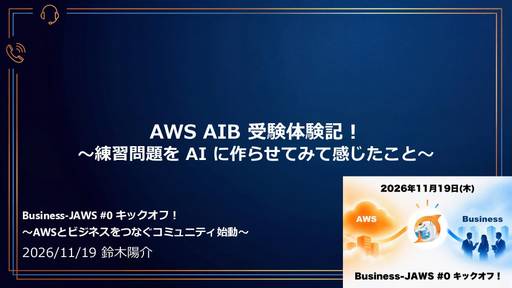 AWS AIB 受験体験記！
～練習問題を AI に作らせてみて感じたこと～
Business-JAWS #0 キックオフ！
～AWSとビジネスをつなぐコミュニティ始動～
2026/11/19 鈴木陽介
2026年11月19日(木)
AWS
Business
Business-JAWS #0 キックオフ！